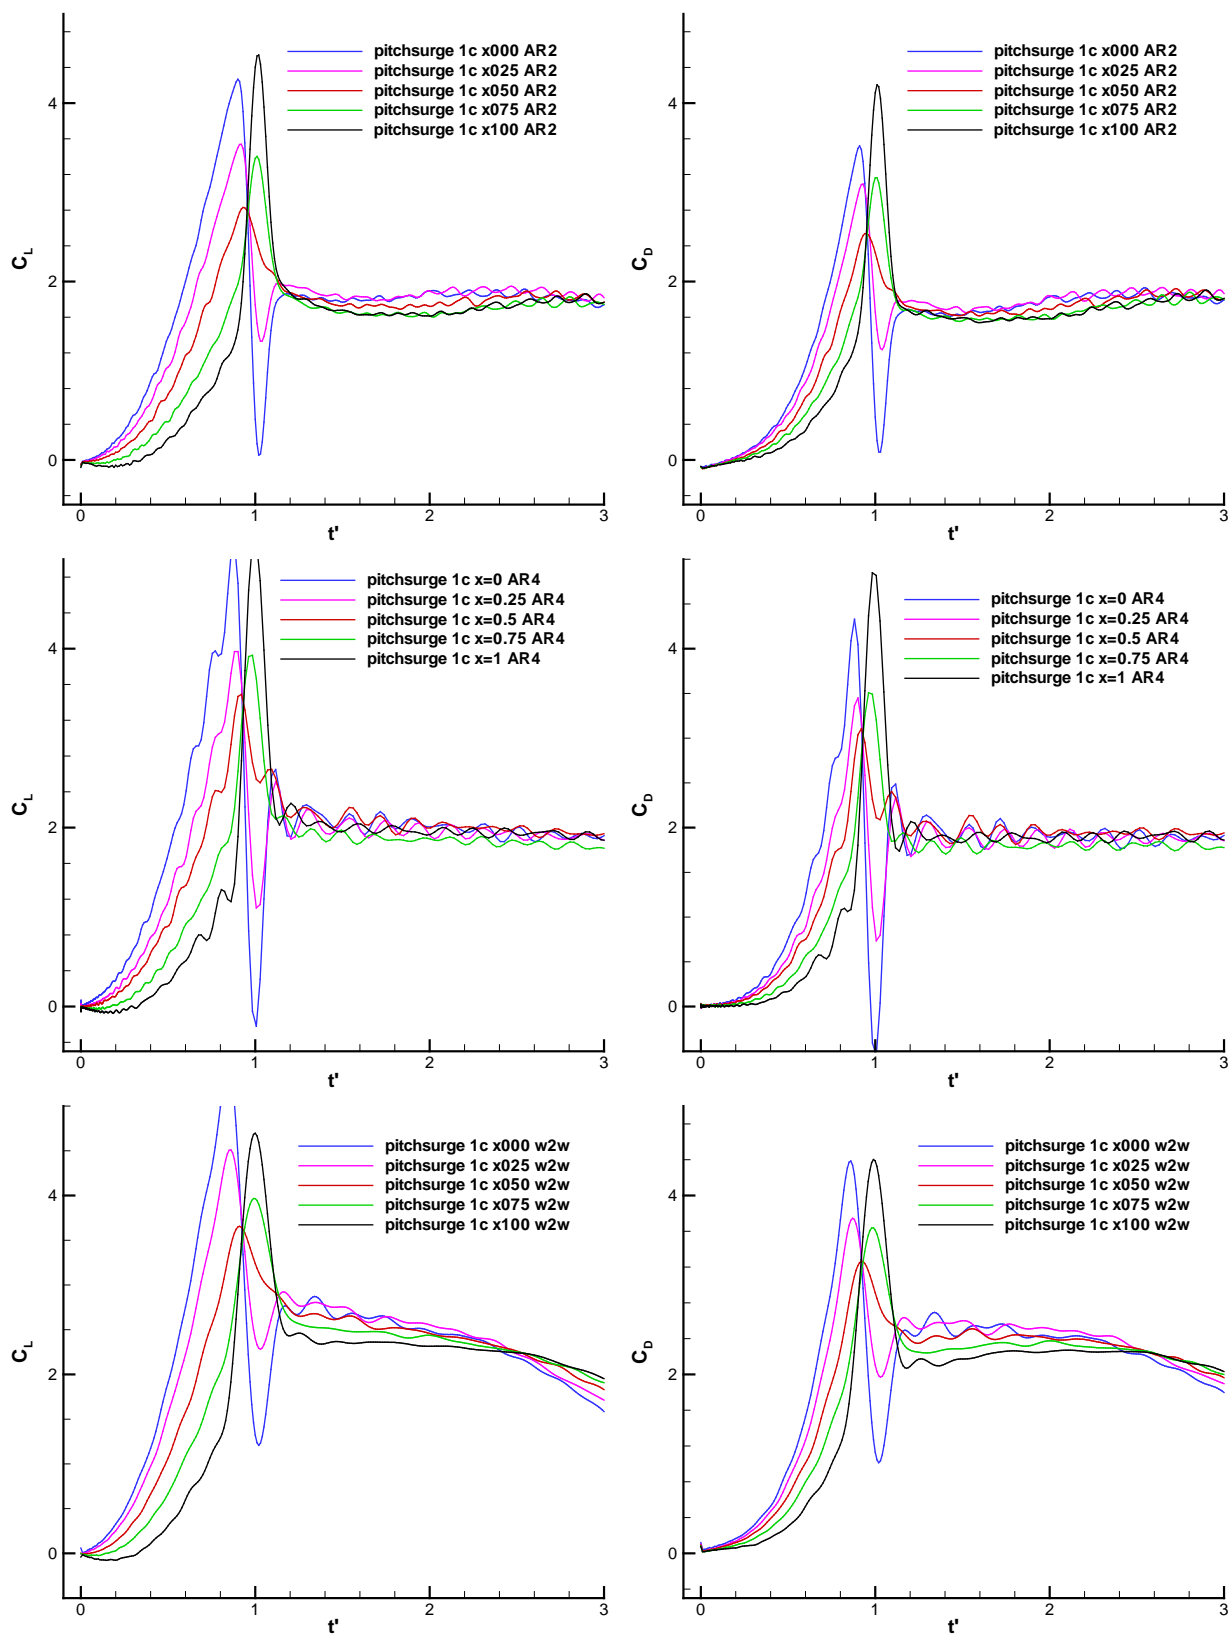 pitchsurge 1c x000 AR2
pitchsurge 1c x025 AR2
pitchsurge 1c x050 AR2
pitchsurge 1c x075 AR2
pitchsurge 1c x100 AR2
4
2
0
C_L
0 1 2 3
t'
pitchsurge 1c x000 AR2
pitchsurge 1c x025 AR2
pitchsurge 1c x050 AR2
pitchsurge 1c x075 AR2
pitchsurge 1c x100 AR2
4
2
0
C_D
0 1 2 3
t'
pitchsurge 1c x=0 AR4
pitchsurge 1c x=0.25 AR4
pitchsurge 1c x=0.5 AR4
pitchsurge 1c x=0.75 AR4
pitchsurge 1c x=1 AR4
4
2
0
C_L
0 1 2 3
t'
pitchsurge 1c x=0 AR4
pitchsurge 1c x=0.25 AR4
pitchsurge 1c x=0.5 AR4
pitchsurge 1c x=0.75 AR4
pitchsurge 1c x=1 AR4
4
2
0
C_D
0 1 2 3
t'
pitchsurge 1c x000 w2w
pitchsurge 1c x025 w2w
pitchsurge 1c x050 w2w
pitchsurge 1c x075 w2w
pitchsurge 1c x100 w2w
4
2
0
C_L
0 1 2 3
t'
pitchsurge 1c x000 w2w
pitchsurge 1c x025 w2w
pitchsurge 1c x050 w2w
pitchsurge 1c x075 w2w
pitchsurge 1c x100 w2w
4
2
0
C_D
0 1 2 3
t'